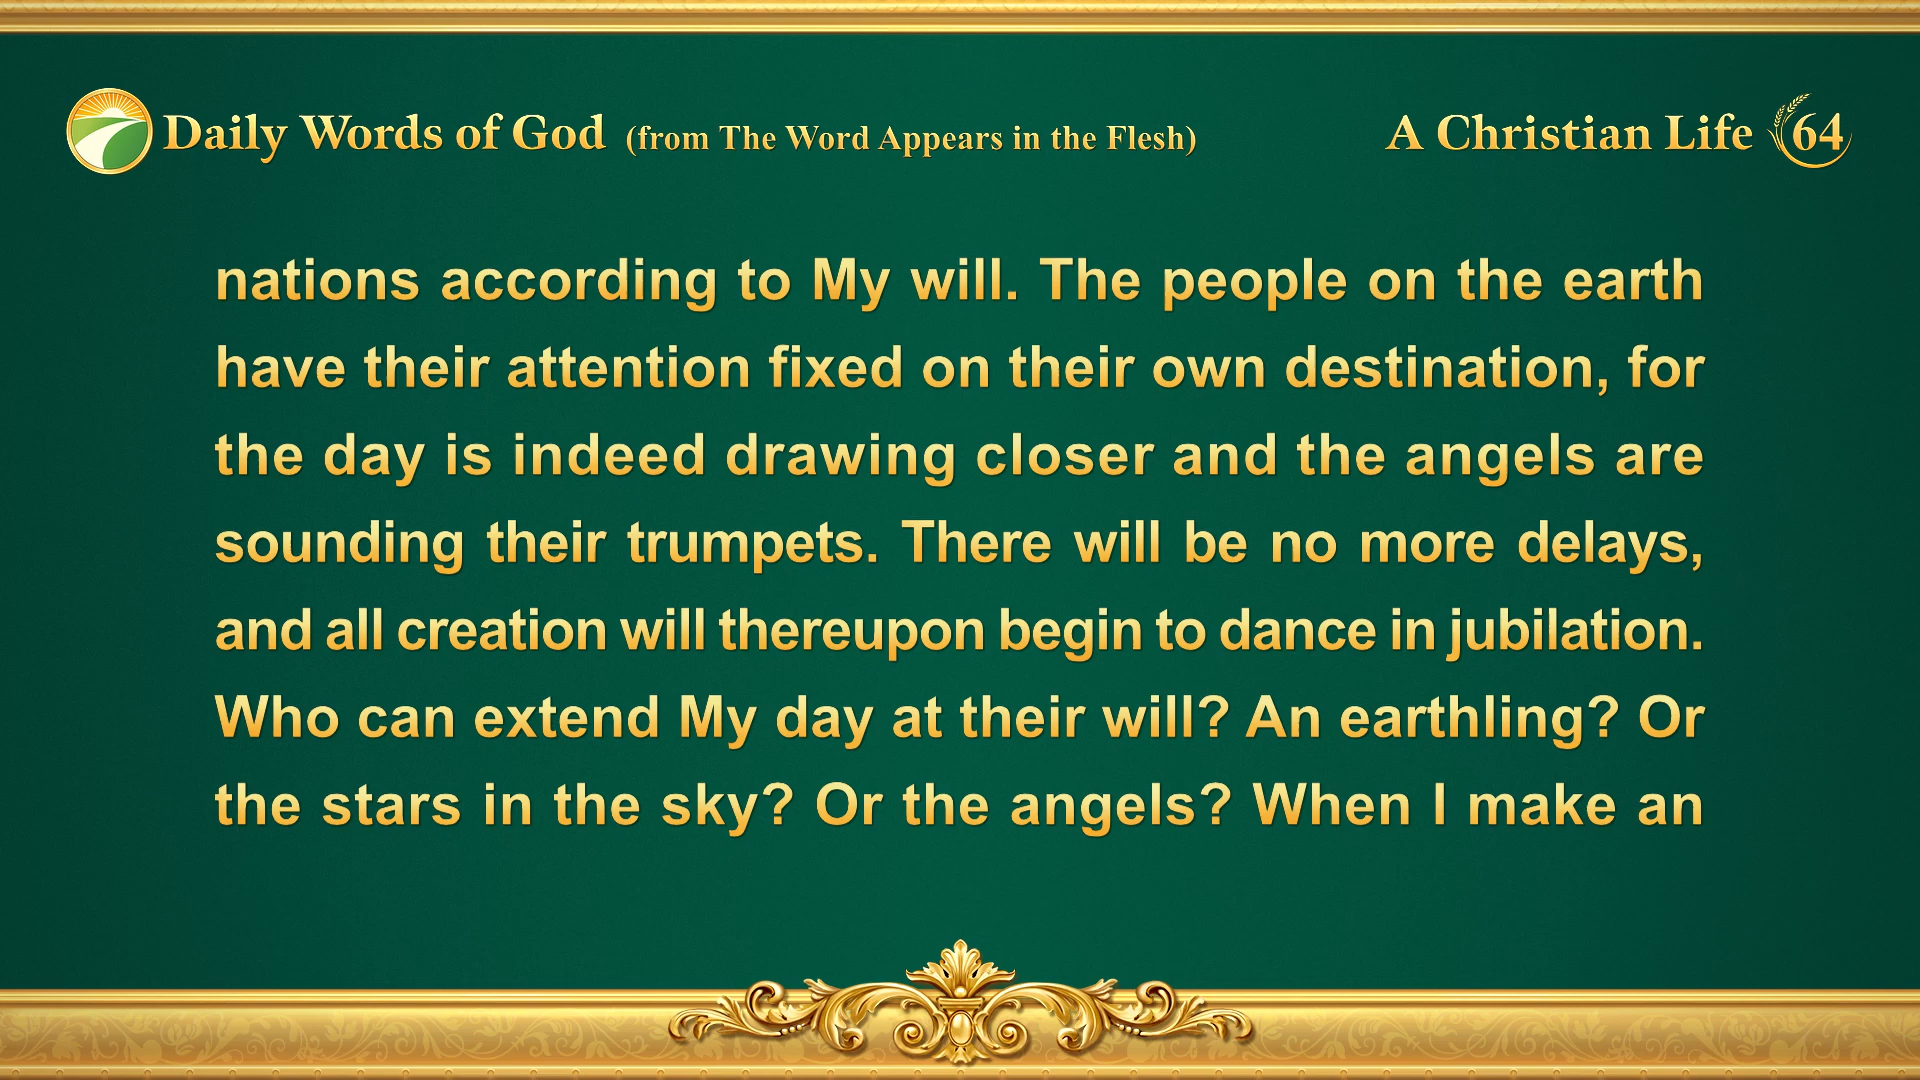 Daily Words of God (from The Word Appears in the Flesh) A Christian Life 64
nations according to My will. The people on the earth
have their attention fixed on their own destination, for
the day is indeed drawing closer and the angels are
sounding their trumpets. There will be no more delays,
and all creation will thereupon begin to dance in jubilation.
Who can extend My day at their will? An earthling? Or
the stars in the sky? Or the angels? When I make an